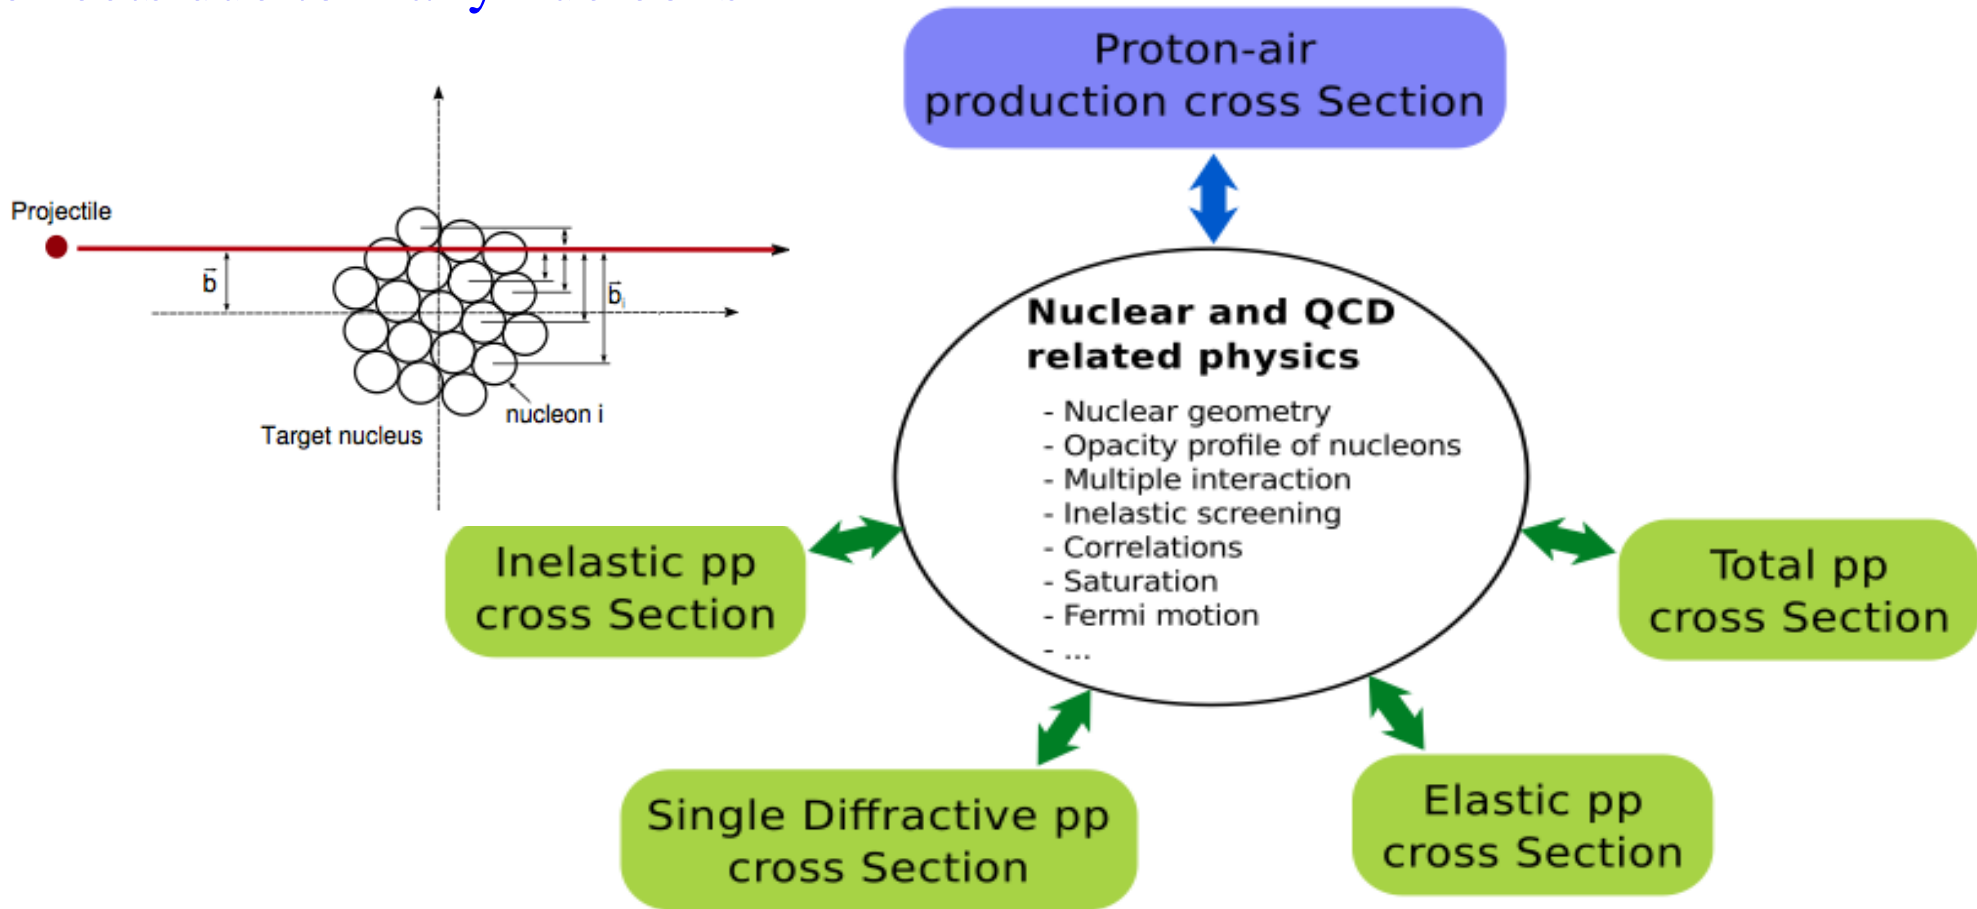 Proton-air
production cross Section
Projectile
b
b i
nucleon i
Target nucleus
Nuclear and QCD
related physics
- Nuclear geometry
- Opacity profile of nucleons
- Multiple interaction
- Inelastic screening
- Correlations
- Saturation
- Fermi motion
- ...
Inelastic pp
cross Section
Total pp
cross Section
Single Diffractive pp
cross Section
Elastic pp
cross Section